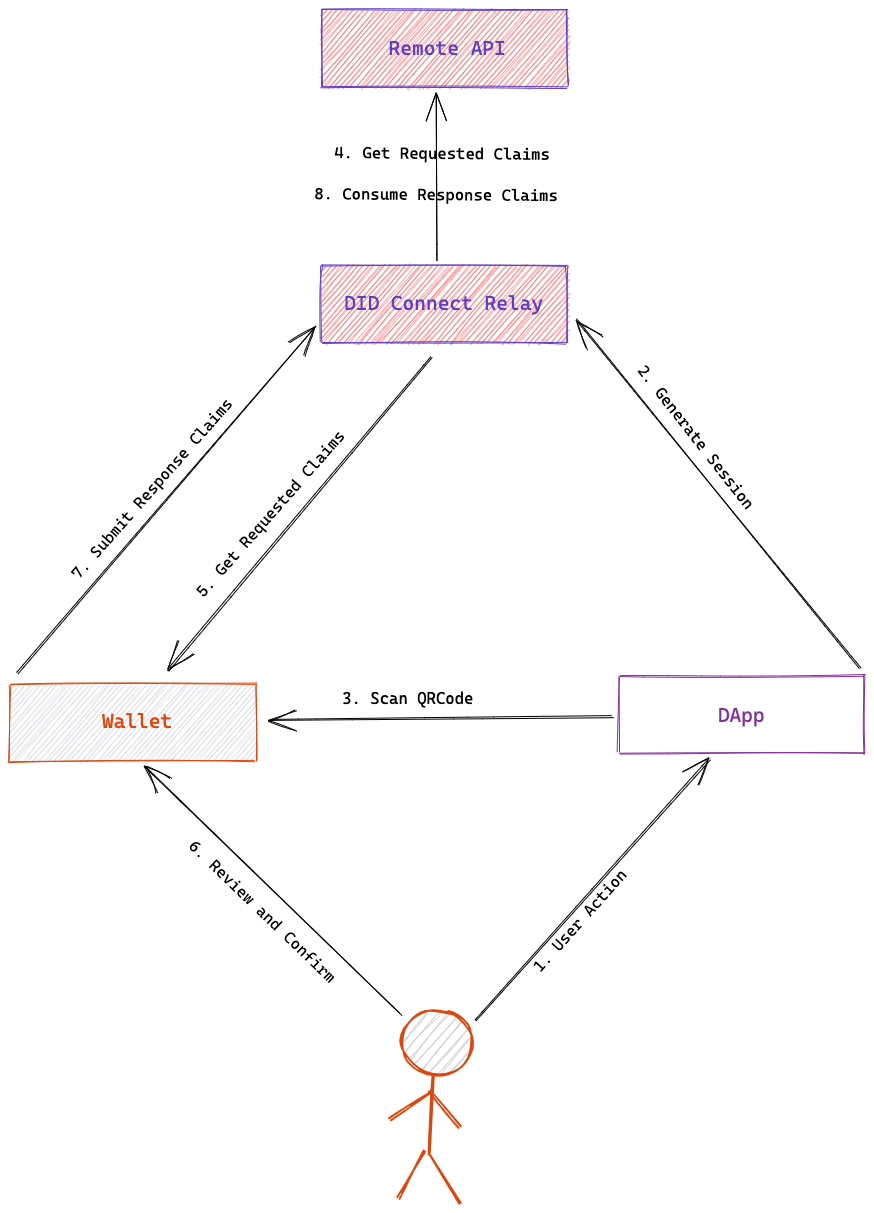 Remote API
4. Get Requested Claims
8. Consume Response Claims
DID Connect Relay
2. Generate Session
7. Submit Response Claims
5. Get Requested Claims
3. Scan QRCode
Wallet
DApp
6. Review and Confirm
1. User Action